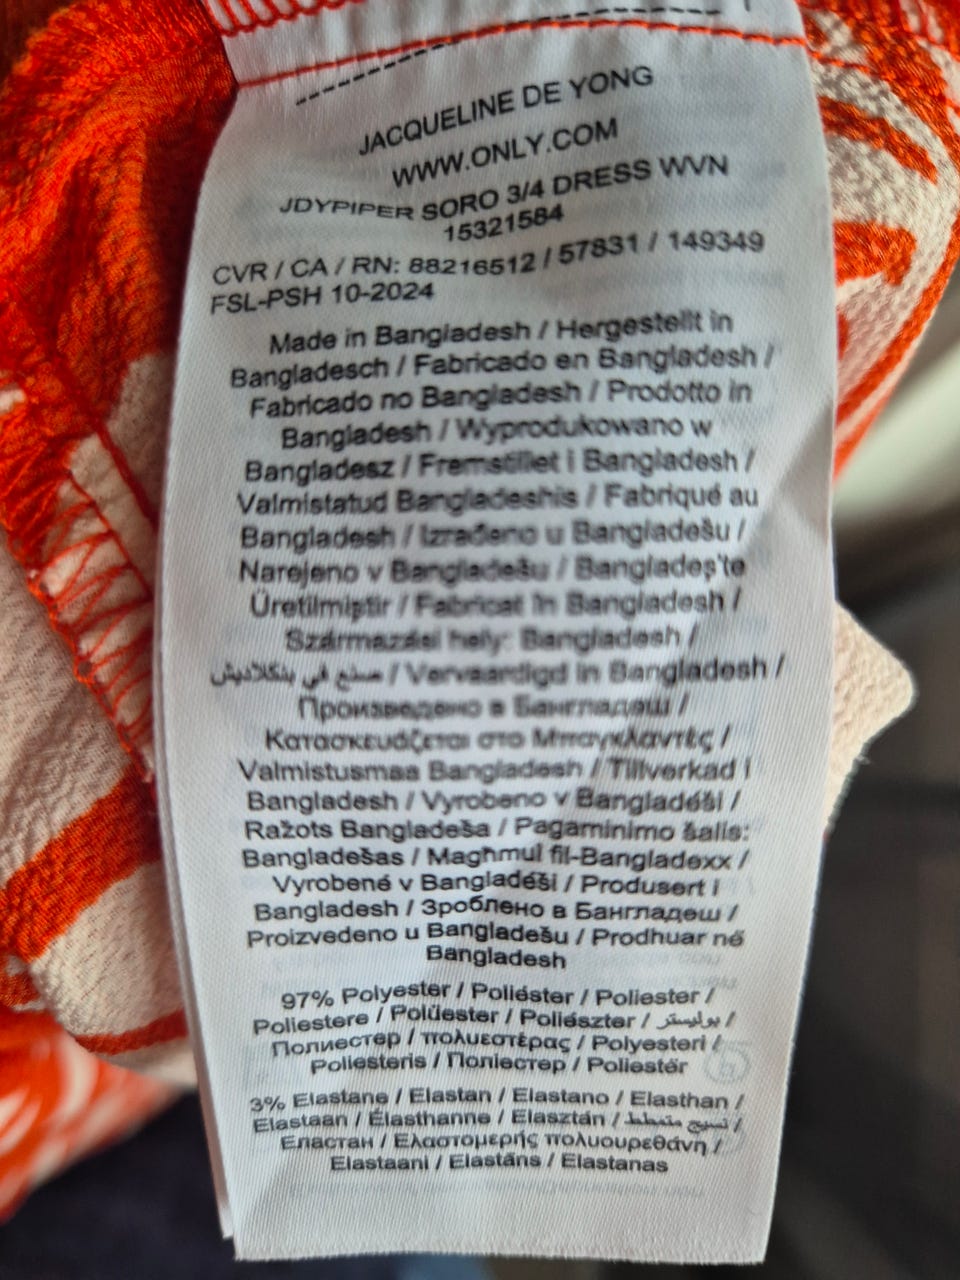 JACQUELINE DE YONG
WWW.ONLY.COM
JDYPIPER SORO 3/4 DRESS WVN
15321584
CVR / CA / RN: 88216512 / 57831 / 149349
FSL-PSH 10-2024
Made in Bangladesh / Hergestellt in
Bangladesch / Fabricado en Bangladesh /
Fabricado no Bangladesh / Prodotto in
Bangladesh / Wyprodukowano w
Bangladesz / Fremstillet i Bangladesh /
Valmistatud Bangladeshis / Fabriqué au
Bangladesh / Izrađeno u Bangladešu /
Narejeno v Bangladešu / Bangladeş'te
Üretilmiştir / Fabricat în Bangladesh /
Származási hely: Bangladesh /
صنع في بنكلاديش / Vervaardigd in Bangladesh /
Произведено в Бангладеш /
Κατασκευάζεται στο Μπαγκλαντές /
Valmistusmaa Bangladesh / Tillverkad i
Bangladesh / Vyrobeno v Bangladéši /
Ražots Bangladeša / Pagaminimo šalis:
Bangladešas / Magħmul fil-Bangladexx /
Vyrobené v Bangladéši / Produsert i
Bangladesh / Зроблено в Бангладеш /
Proizvedeno u Bangladešu / Prodhuar në
Bangladesh
97% Polyester / Poliéster / Poliester /
Poliestere / Polüester / Poliészter / بوليستر /
Полиестер / πολυεστέρας / Polyesteri /
Poliesteris / Поліестер / Poliestër
3% Elastane / Elastan / Elastano / Elasthan /
Elastaan / Élasthanne / Elasztán / نسيج متمطط /
Еластан / Ελαστομερής πολυουρεθάνη /
Elastaani / Elastāns / Elastanas